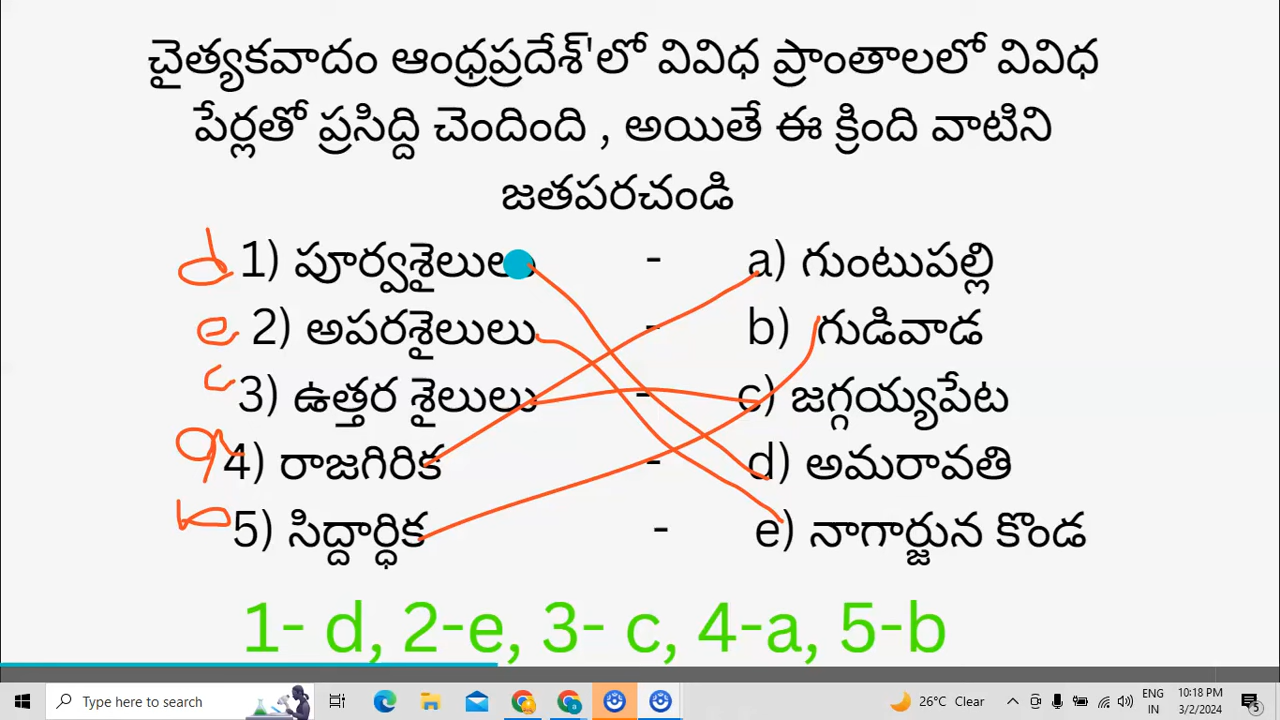 చైత్యకవాదం ఆంధ్రప్రదేశ్'లో వివిధ ప్రాంతాలలో వివిధ
పేర్లతో ప్రసిద్ది చెందింది , అయితే ఈ క్రింది వాటిని
జతపరచండి
d 1) పూర్వశైలులు - a) గుంటుపల్లి
e 2) అపరశైలులు - b) గుడివాడ
c 3) ఉత్తర శైలులు - c) జగ్గయ్యపేట
a 4) రాజగిరిక - d) అమరావతి
b 5) సిద్దార్ధిక - e) నాగార్జున కొండ
1- d, 2-e, 3- c, 4-a, 5-b
Type here to search 26°C Clear ENG IN 10:18 PM 3/2/2024 5